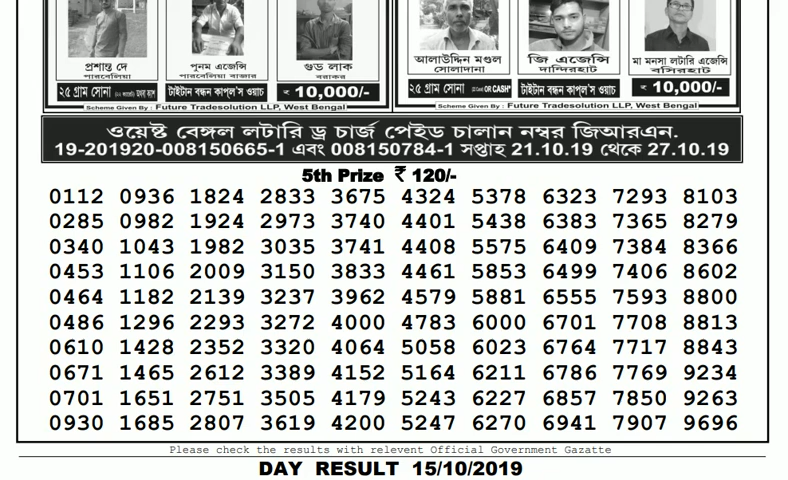 প্রশান্ত দে
পারবেলিয়া
পুনম এজেন্সি
পারবেলিয়া বাজার
গুড লাক
বরাকর
২৫ গ্রাম সোনা
টাইটান বন্ধন কাপ্‌ল'স ওয়াচ
₹ 10,000/-
Scheme Given By : Future Tradesolution LLP, West Bengal
আলাউদ্দিন মণ্ডল
সোলাদানা
জি এজেন্সি
দান্দিরহাট
মা মনসা লটারি এজেন্সি
বসিরহাট
২৫ গ্রাম সোনা OR CASH*
টাইটান বন্ধন কাপ্‌ল'স ওয়াচ
₹ 10,000/-
Scheme Given By : Future Tradesolution LLP, West Bengal
ওয়েষ্ট বেঙ্গল লটারি ড্র চার্জ পেইড চালান নম্বর জিআরএন.
19-201920-008150665-1 এবং 008150784-1 সপ্তাহ 21.10.19 থেকে 27.10.19
5th Prize ₹ 120/-
0112 0936 1824 2833 3675 4324 5378 6323 7293 8103
0285 0982 1924 2973 3740 4401 5438 6383 7365 8279
0340 1043 1982 3035 3741 4408 5575 6409 7384 8366
0453 1106 2009 3150 3833 4461 5853 6499 7406 8602
0464 1182 2139 3237 3962 4579 5881 6555 7593 8800
0486 1296 2293 3272 4000 4783 6000 6701 7708 8813
0610 1428 2352 3320 4064 5058 6023 6764 7717 8843
0671 1465 2612 3389 4152 5164 6211 6786 7769 9234
0701 1651 2751 3505 4179 5243 6227 6857 7850 9263
0930 1685 2807 3619 4200 5247 6270 6941 7907 9696
Please check the results with relevent Official Government Gazatte
DAY RESULT 15/10/2019